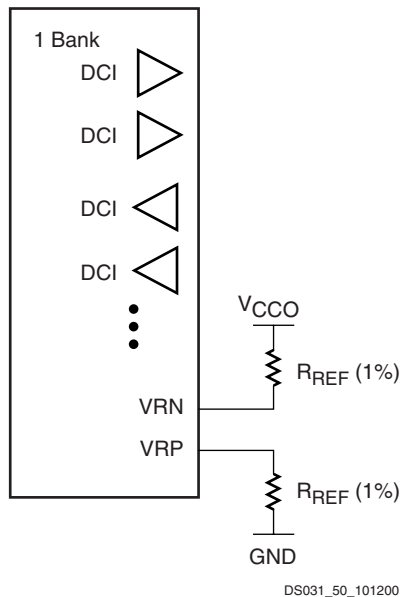 1 Bank
DCI
DCI
DCI
DCI
VCCO
RREF (1%)
VRN
VRP
RREF (1%)
GND
DS031_50_101200